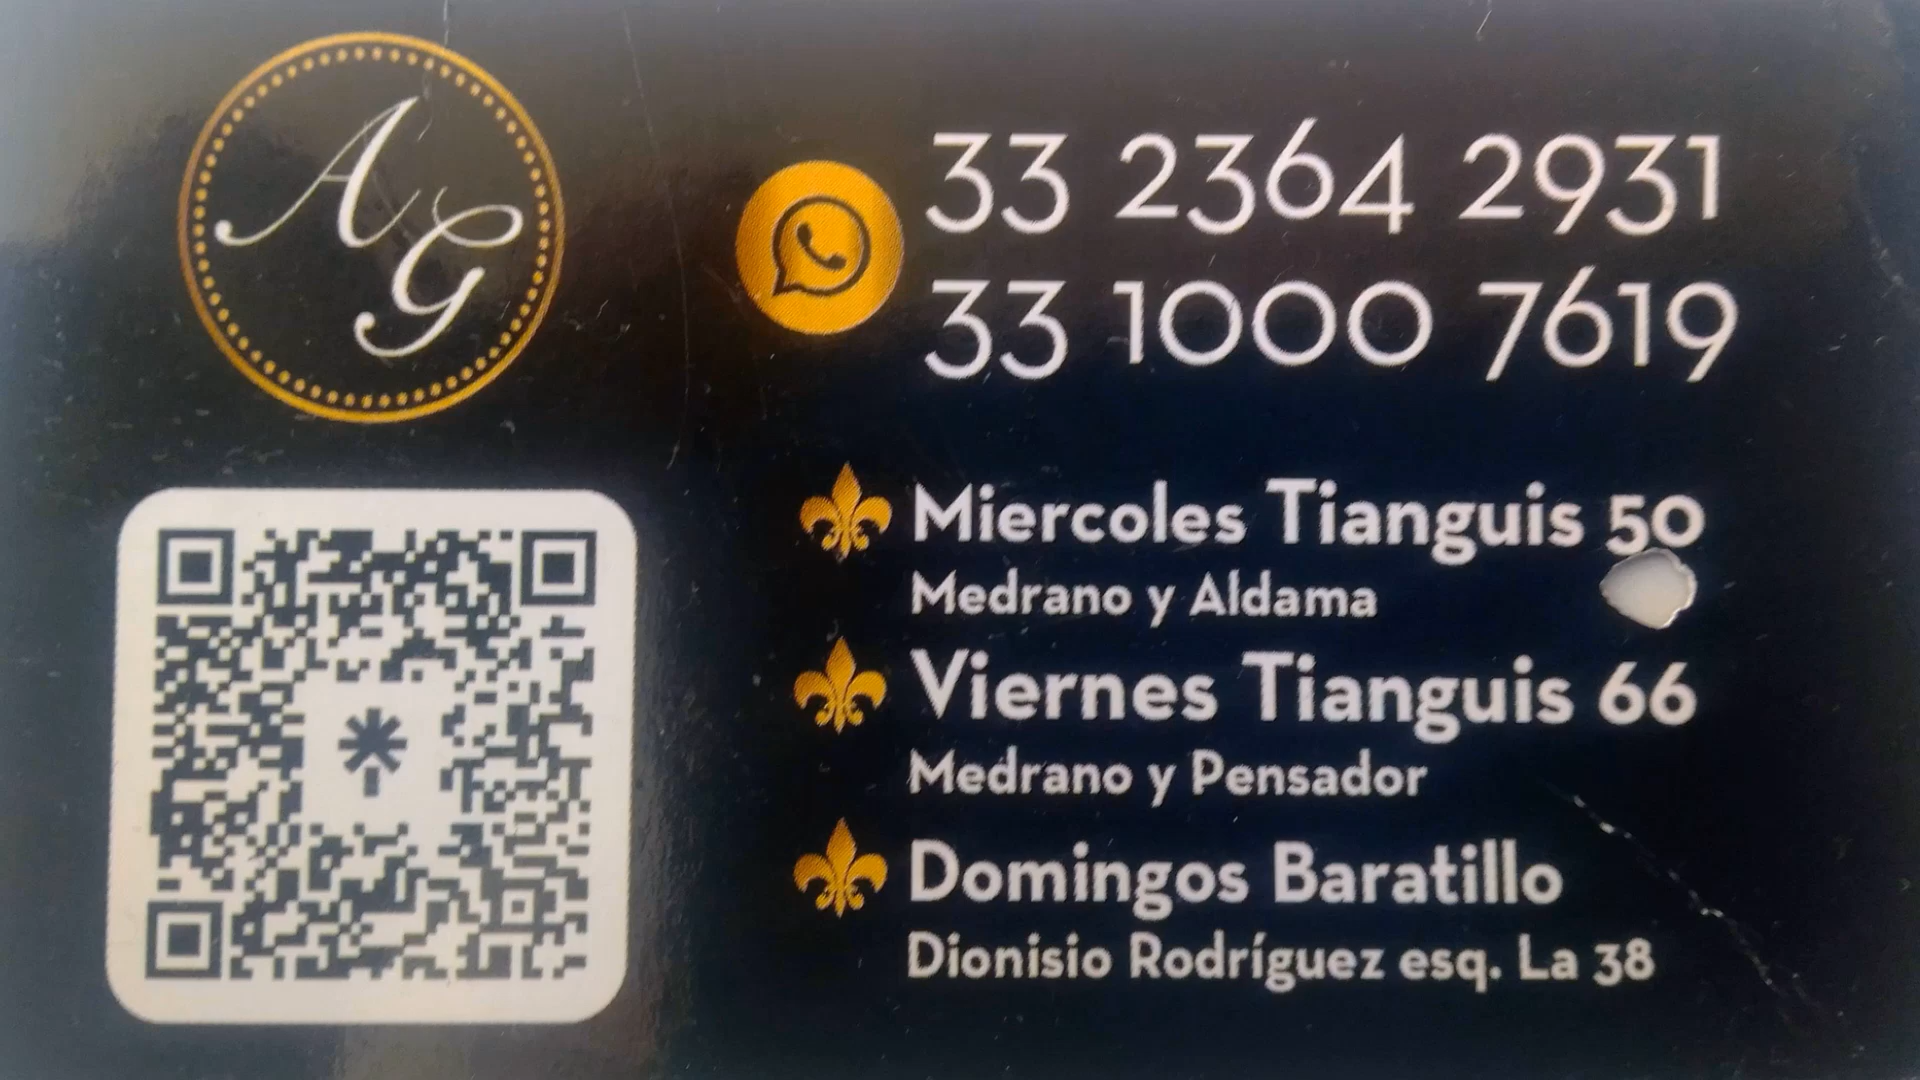 AG
33 2364 2931
33 1000 7619
Miercoles Tianguis 50
Medrano y Aldama
Viernes Tianguis 66
Medrano y Pensador
Domingos Baratillo
Dionisio Rodríguez esq. La 38